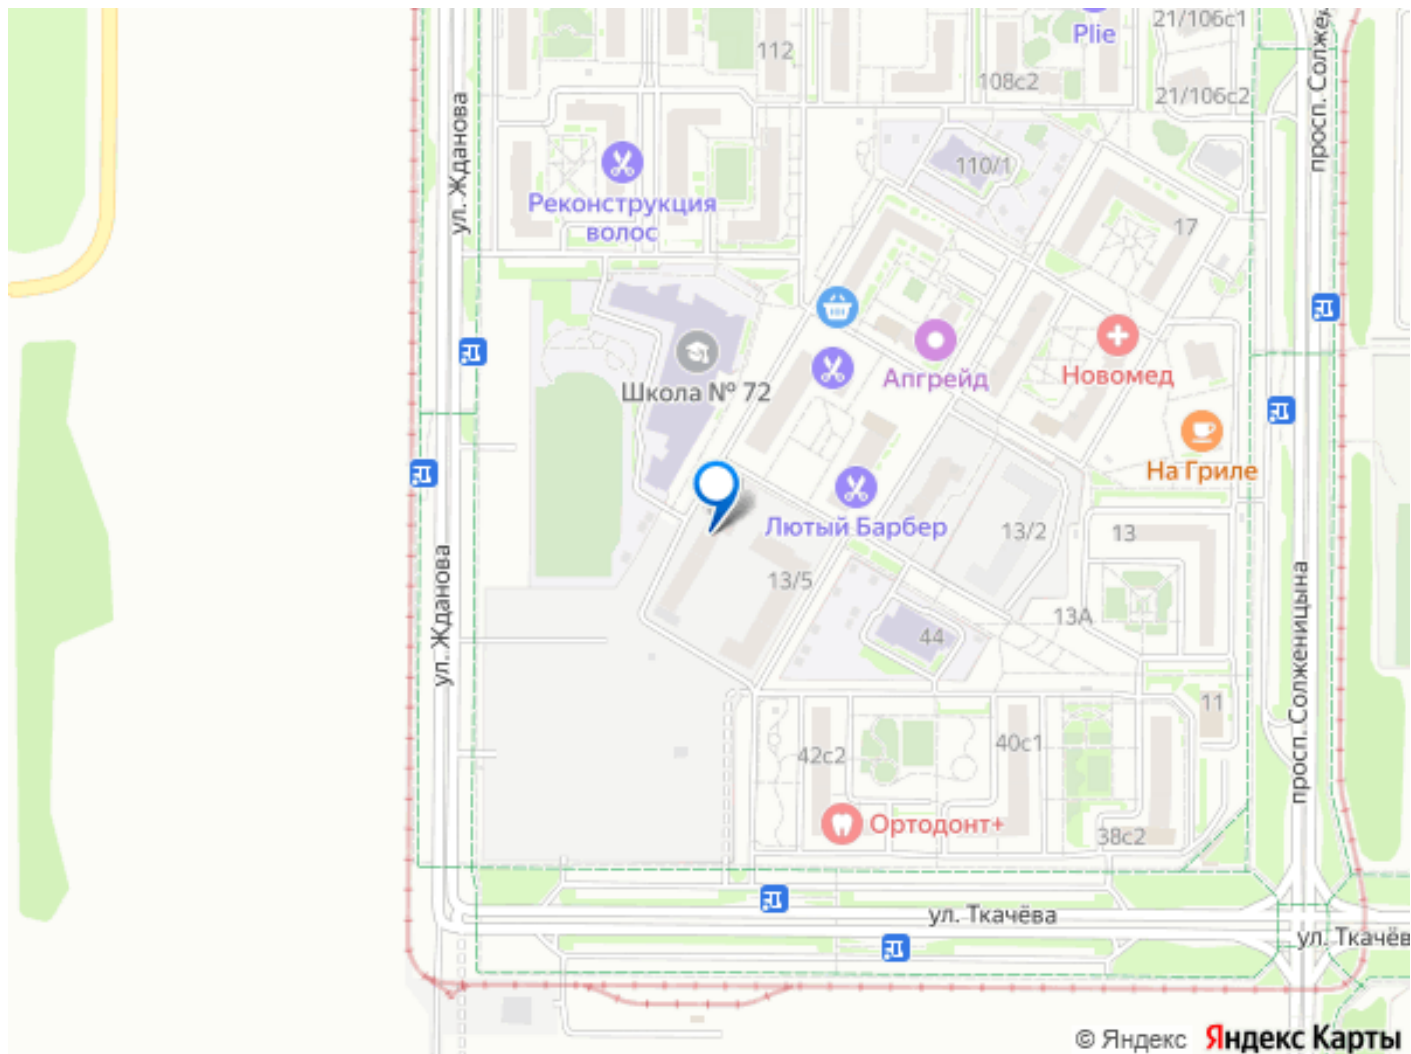 21/106с1
Plie
112
108с2
21/106с2
просп. Солже
ул. Жданова
110/1
Реконструкция
волос
17
Школа № 72
Апгрейд
Новомед
На Гриле
Лютый Барбер
13/2
13
13/5
13А
44
ул. Жданова
просп. Солженицына
11
42с2
40с1
Ортодонт+
38с2
ул. Ткачёва
ул. Ткачёв
© Яндекс Яндекс Карты